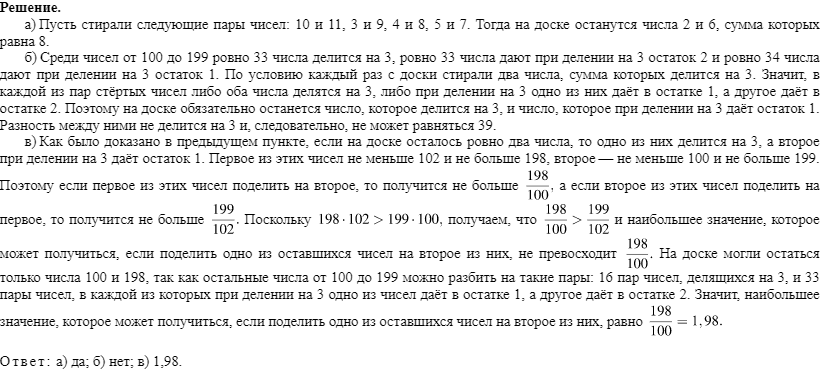 Решение.
а) Пусть стирали следующие пары чисел: 10 и 11, 3 и 9, 4 и 8, 5 и 7. Тогда на доске останутся числа 2 и 6, сумма которых
равна 8.
б) Среди чисел от 100 до 199 ровно 33 числа делится на 3, ровно 33 числа дают при делении на 3 остаток 2 и ровно 34 числа
дают при делении на 3 остаток 1. По условию каждый раз с доски стирали два числа, сумма которых делится на 3. Значит, в
каждой из пар стёртых чисел либо оба числа делятся на 3, либо при делении на 3 одно из них даёт в остатке 1, а другое даёт в
остатке 2. Поэтому на доске обязательно останется число, которое делится на 3, и число, которое при делении на 3 даёт остаток 1.
Разность между ними не делится на 3 и, следовательно, не может равняться 39.
в) Как было доказано в предыдущем пункте, если на доске осталось ровно два числа, то одно из них делится на 3, а второе
при делении на 3 даёт остаток 1. Первое из этих чисел не меньше 102 и не больше 198, второе — не меньше 100 и не больше 199.
Поэтому если первое из этих чисел поделить на второе, то получится не больше 198/100, а если второе из этих чисел поделить на
первое, то получится не больше 199/102. Поскольку 198 · 102 > 199 · 100, получаем, что 198/100 > 199/102 и наибольшее значение, которое
может получиться, если поделить одно из оставшихся чисел на второе из них, не превосходит 198/100. На доске могли остаться
только числа 100 и 198, так как остальные числа от 100 до 199 можно разбить на такие пары: 16 пар чисел, делящихся на 3, и 33
пары чисел, в каждой из которых при делении на 3 одно из чисел даёт в остатке 1, а другое даёт в остатке 2. Значит, наибольшее
значение, которое может получиться, если поделить одно из оставшихся чисел на второе из них, равно 198/100 = 1,98.
Ответ: а) да; б) нет; в) 1,98.